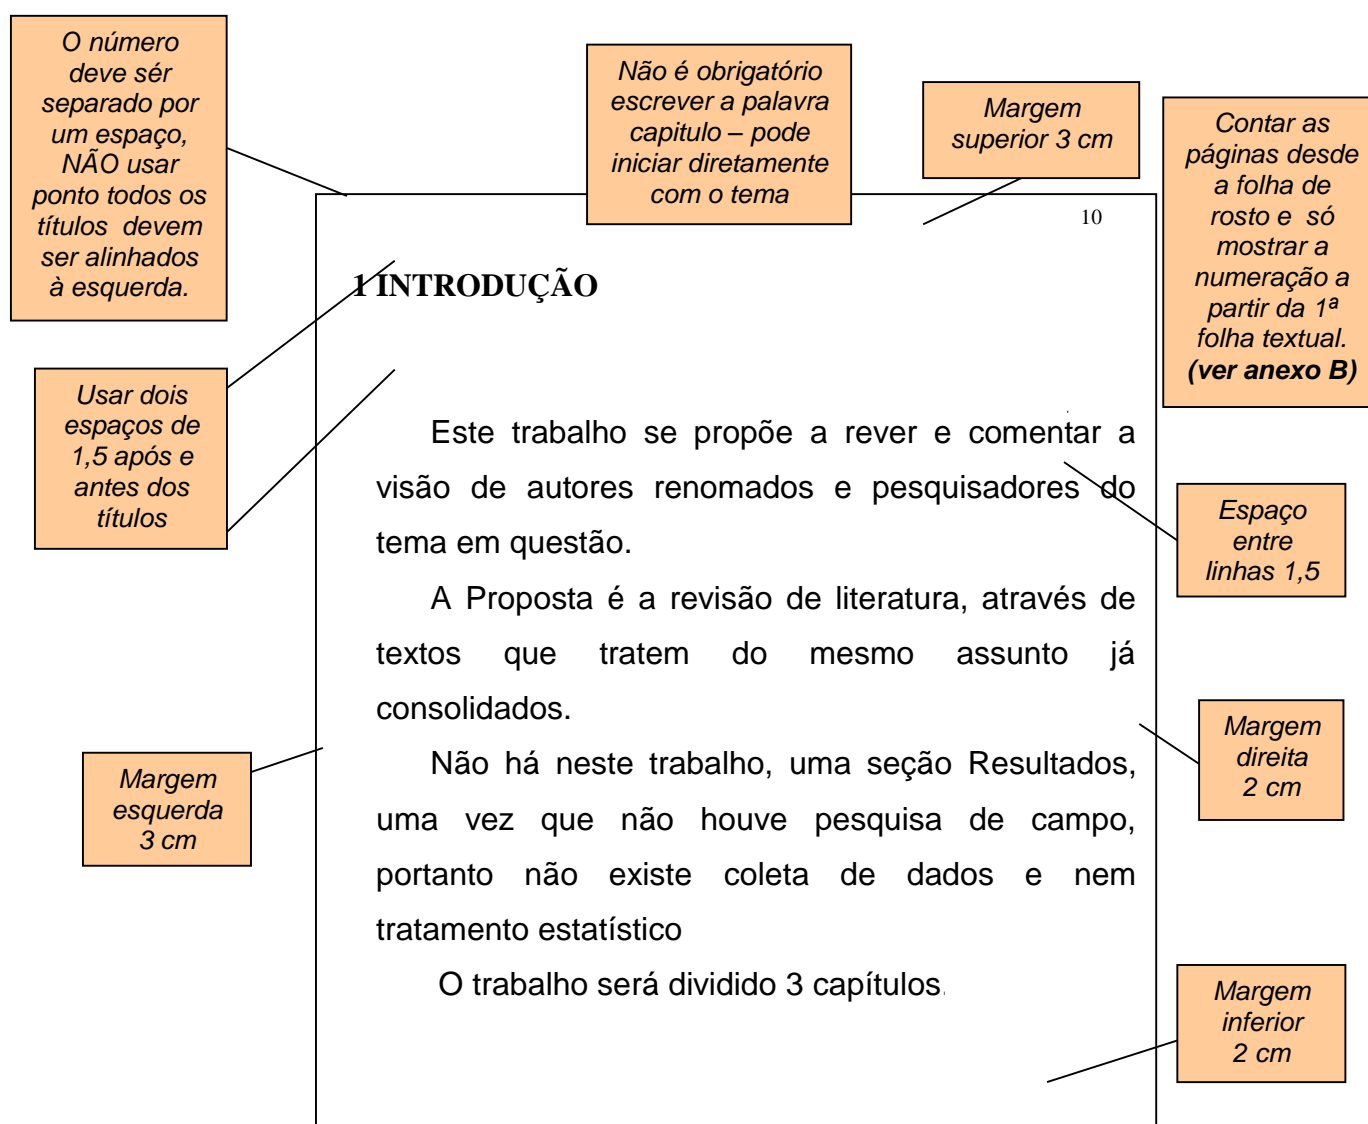 O número
deve sér
separado por
um espaço,
NÃO usar
ponto todos os
títulos devem
ser alinhados
à esquerda.
Não é obrigatório
escrever a palavra
capitulo – pode
iniciar diretamente
com o tema
Margem
superior 3 cm
Contar as
páginas desde
a folha de
rosto e só
mostrar a
numeração a
partir da 1ª
folha textual.
(ver anexo B)
10
1 INTRODUÇÃO
Usar dois
espaços de
1,5 após e
antes dos
títulos
Este trabalho se propõe a rever e comentar a
visão de autores renomados e pesquisadores do
tema em questão.
Espaço
entre
linhas 1,5
A Proposta é a revisão de literatura, através de
textos que tratem do mesmo assunto já
consolidados.
Margem
direita
2 cm
Margem
esquerda
3 cm
Não há neste trabalho, uma seção Resultados,
uma vez que não houve pesquisa de campo,
portanto não existe coleta de dados e nem
tratamento estatístico
O trabalho será dividido 3 capítulos.
Margem
inferior
2 cm